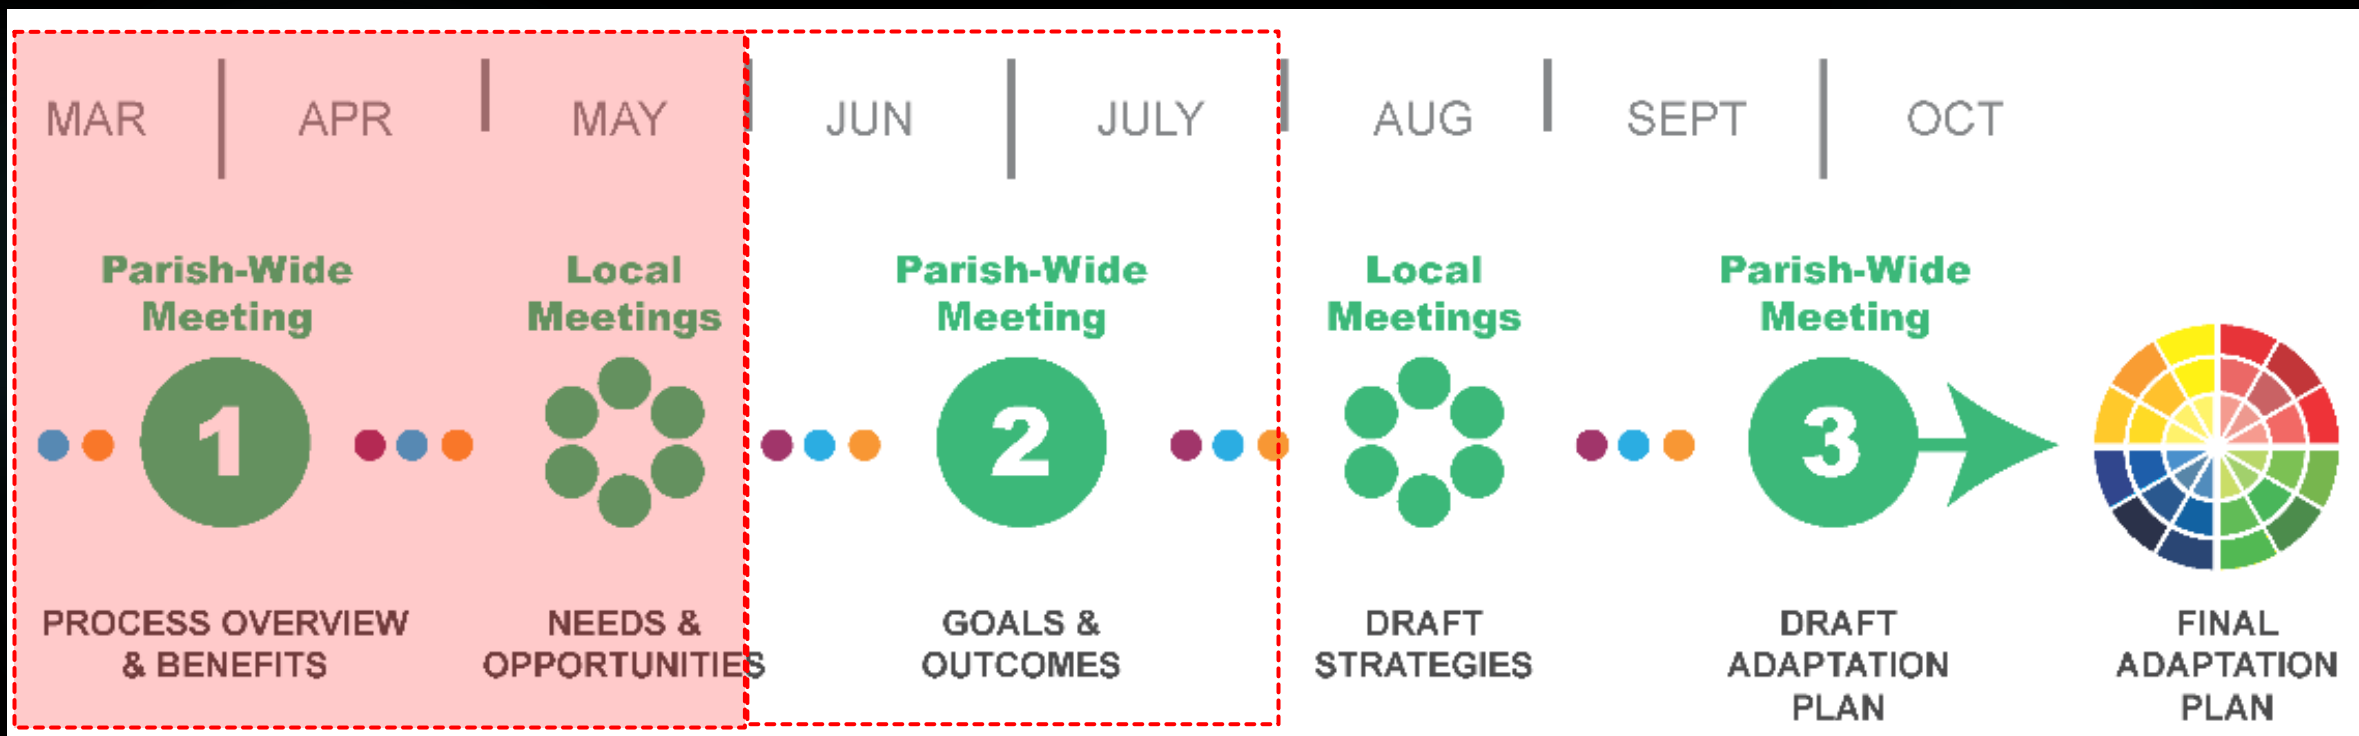 MAR APR MAY JUN JULY AUG SEPT OCT
Parish-Wide
Meeting
1
PROCESS OVERVIEW
& BENEFITS
Local
Meetings
NEEDS &
OPPORTUNITIES
Parish-Wide
Meeting
2
GOALS &
OUTCOMES
Local
Meetings
DRAFT
STRATEGIES
Parish-Wide
Meeting
3
DRAFT
ADAPTATION
PLAN
FINAL
ADAPTATION
PLAN